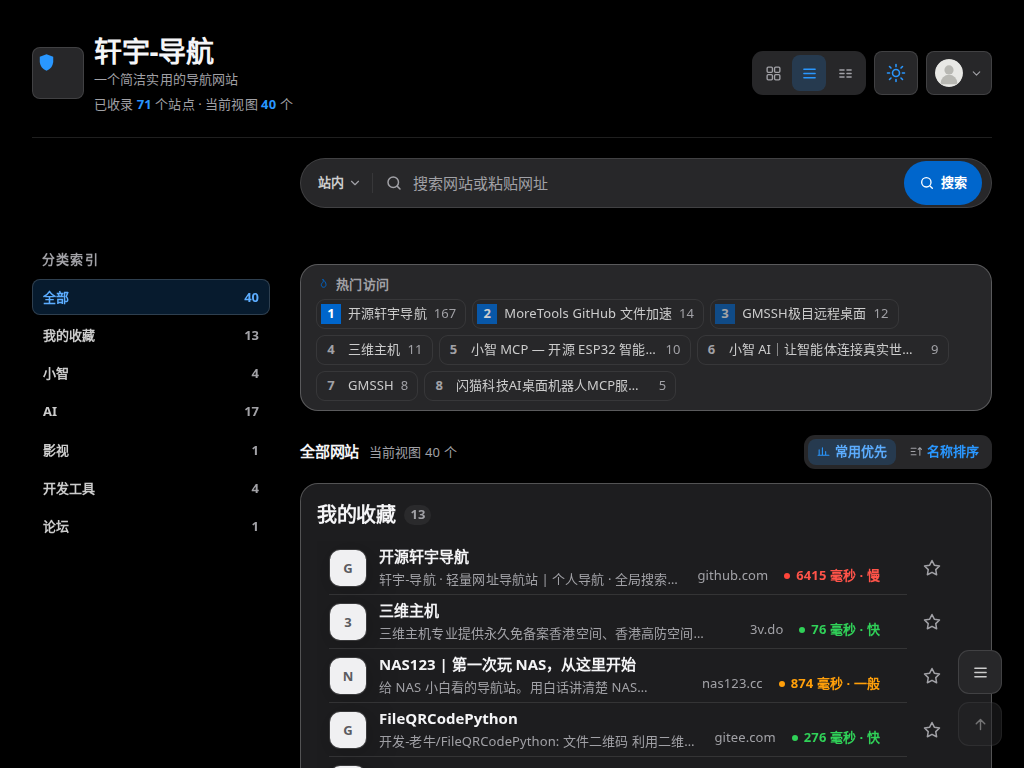 轩宇-导航
一个简洁实用的导航网站
已收录 71 个站点 · 当前视图 40 个
站内
搜索网站或粘贴网址
搜索
分类索引
全部 40
我的收藏 13
小智 4
AI 17
影视 1
开发工具 4
论坛 1
热门访问
1 开源轩宇导航 167
2 MoreTools GitHub 文件加速 14
3 GMSSH极目远程桌面 12
4 三维主机 11
5 小智 MCP — 开源 ESP32 智能... 10
6 小智 AI｜让智能体连接真实世... 9
7 GMSSH 8
8 闪猫科技AI桌面机器人MCP服... 5
全部网站 当前视图 40 个
常用优先
名称排序
我的收藏 13
G
开源轩宇导航
轩宇-导航 · 轻量网址导航站 | 个人导航 · 全局搜索...
github.com
6415 毫秒 · 慢
3
三维主机
三维主机专业提供永久免备案香港空间、香港高防空间...
3v.do
76 毫秒 · 快
N
NAS123 | 第一次玩 NAS，从这里开始
给 NAS 小白看的导航站。用白话讲清楚 NAS...
nas123.cc
874 毫秒 · 一般
G
FileQRCodePython
开发-老牛/FileQRCodePython: 文件二维码 利用二维...
gitee.com
276 毫秒 · 快